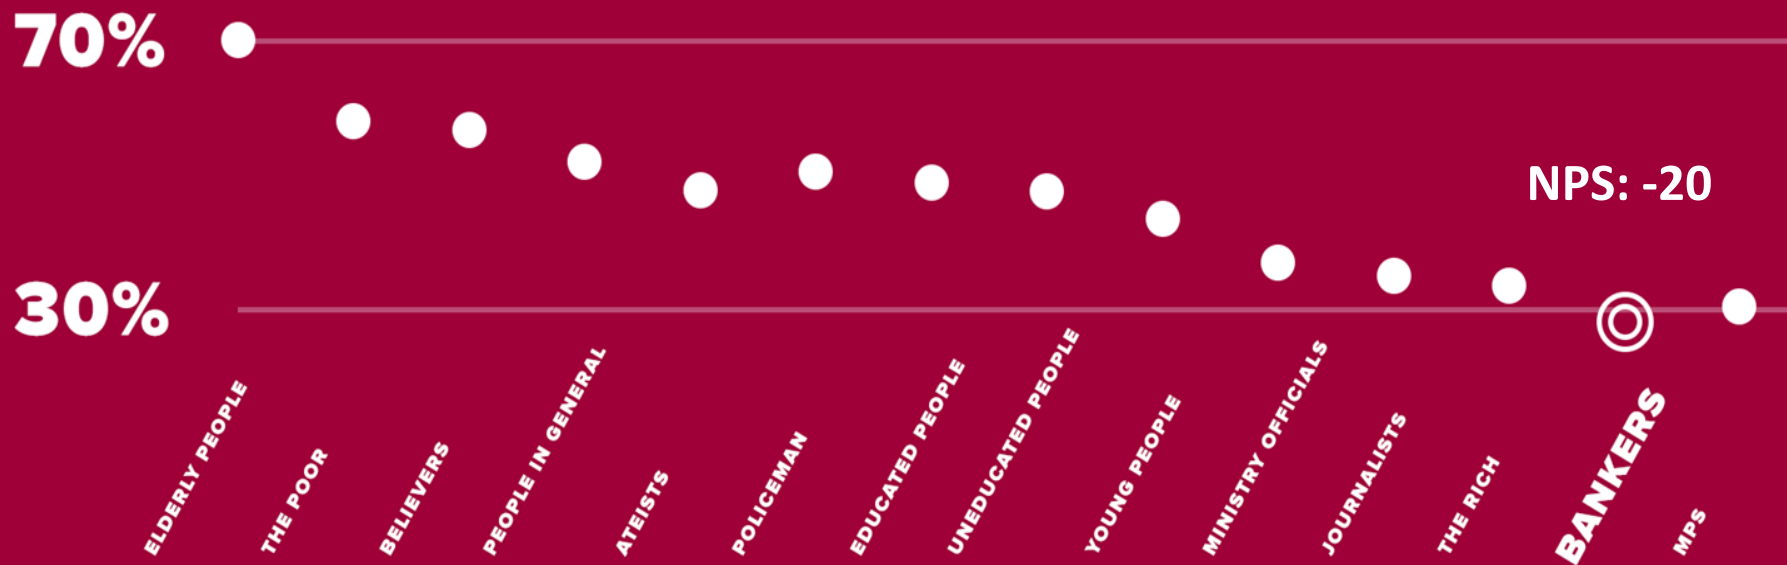 70%
NPS: -20
30%
ELDERLY PEOPLE
THE POOR
BELIEVERS
PEOPLE IN GENERAL
ATEISTS
POLICEMAN
EDUCATED PEOPLE
UNEDUCATED PEOPLE
YOUNG PEOPLE
MINISTRY OFFICIALS
JOURNALISTS
THE RICH
BANKERS
MPS